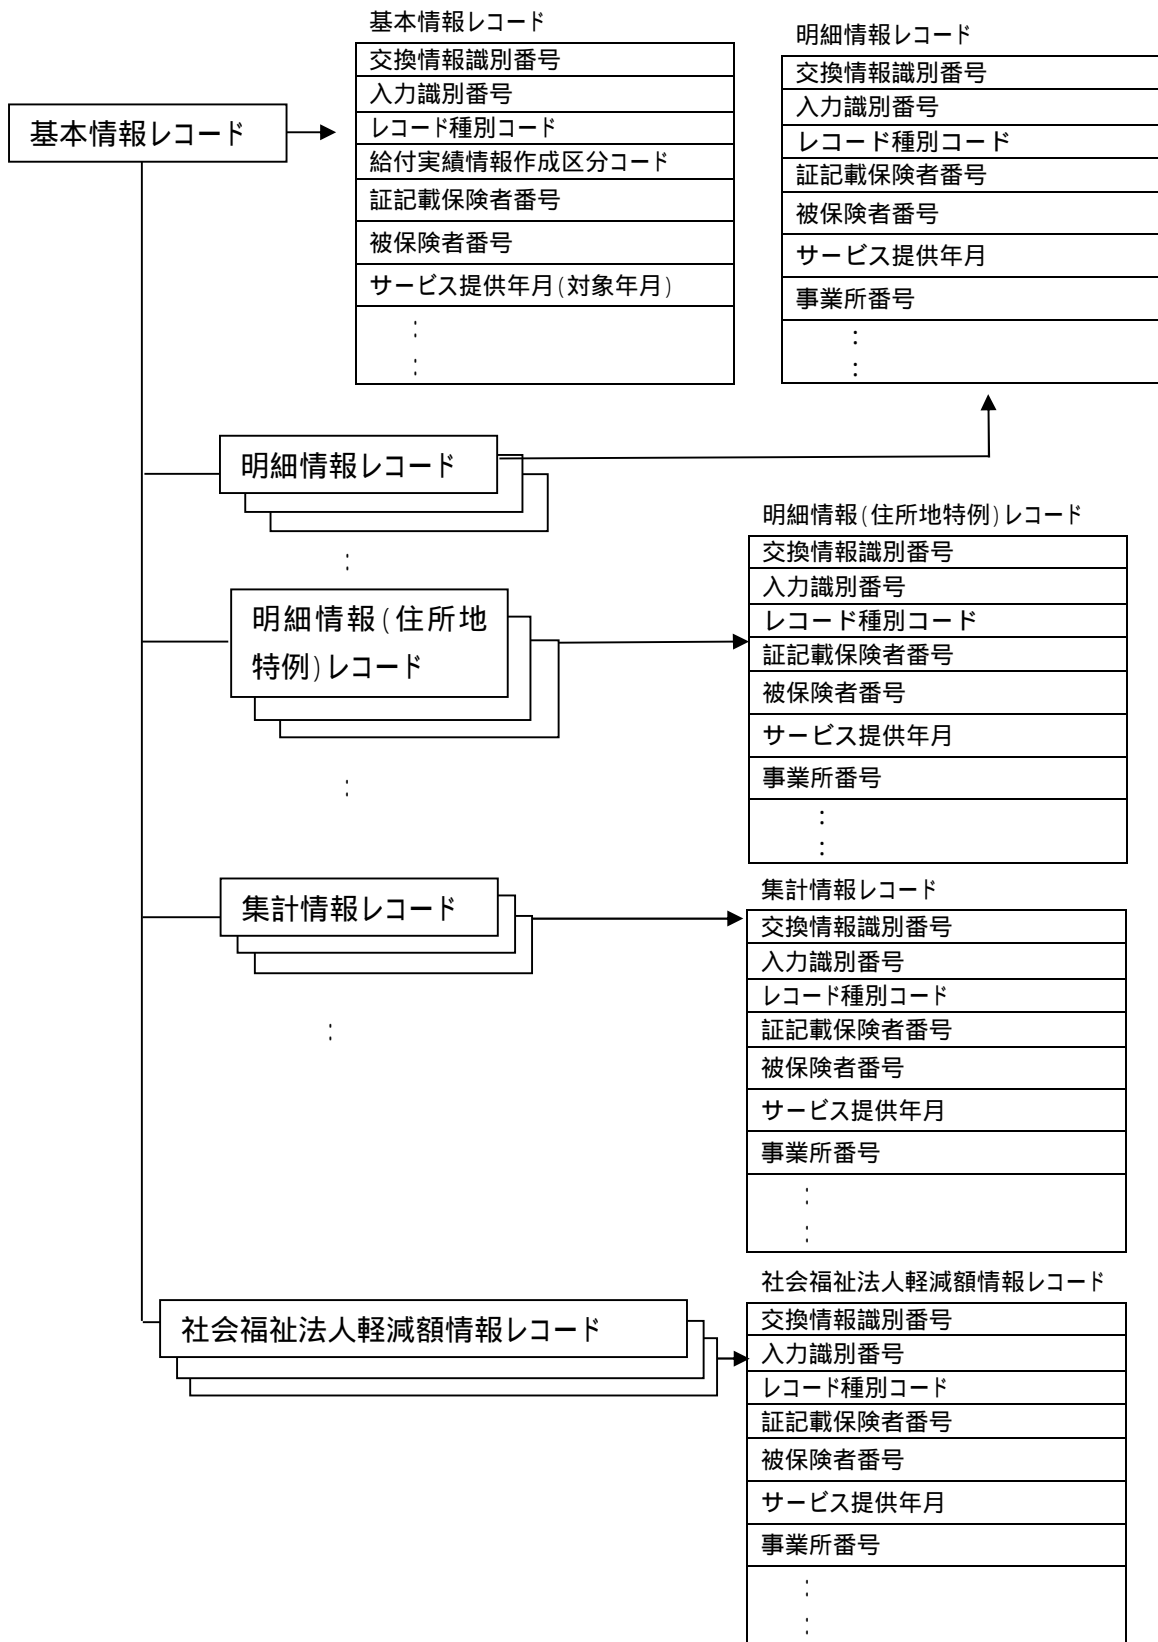 基本情報レコード
基本情報レコード
交換情報識別番号
入力識別番号
レコード種別コード
給付実績情報作成区分コード
証記載保険者番号
被保険者番号
サービス提供年月(対象年月)
:
:
明細情報レコード
交換情報識別番号
入力識別番号
レコード種別コード
証記載保険者番号
被保険者番号
サービス提供年月
事業所番号
:
:
明細情報レコード
:
明細情報(住所地
特例)レコード
:
明細情報(住所地特例)レコード
交換情報識別番号
入力識別番号
レコード種別コード
証記載保険者番号
被保険者番号
サービス提供年月
事業所番号
:
:
集計情報レコード
:
集計情報レコード
交換情報識別番号
入力識別番号
レコード種別コード
証記載保険者番号
被保険者番号
サービス提供年月
事業所番号
:
:
社会福祉法人軽減額情報レコード
社会福祉法人軽減額情報レコード
交換情報識別番号
入力識別番号
レコード種別コード
証記載保険者番号
被保険者番号
サービス提供年月
事業所番号
:
: